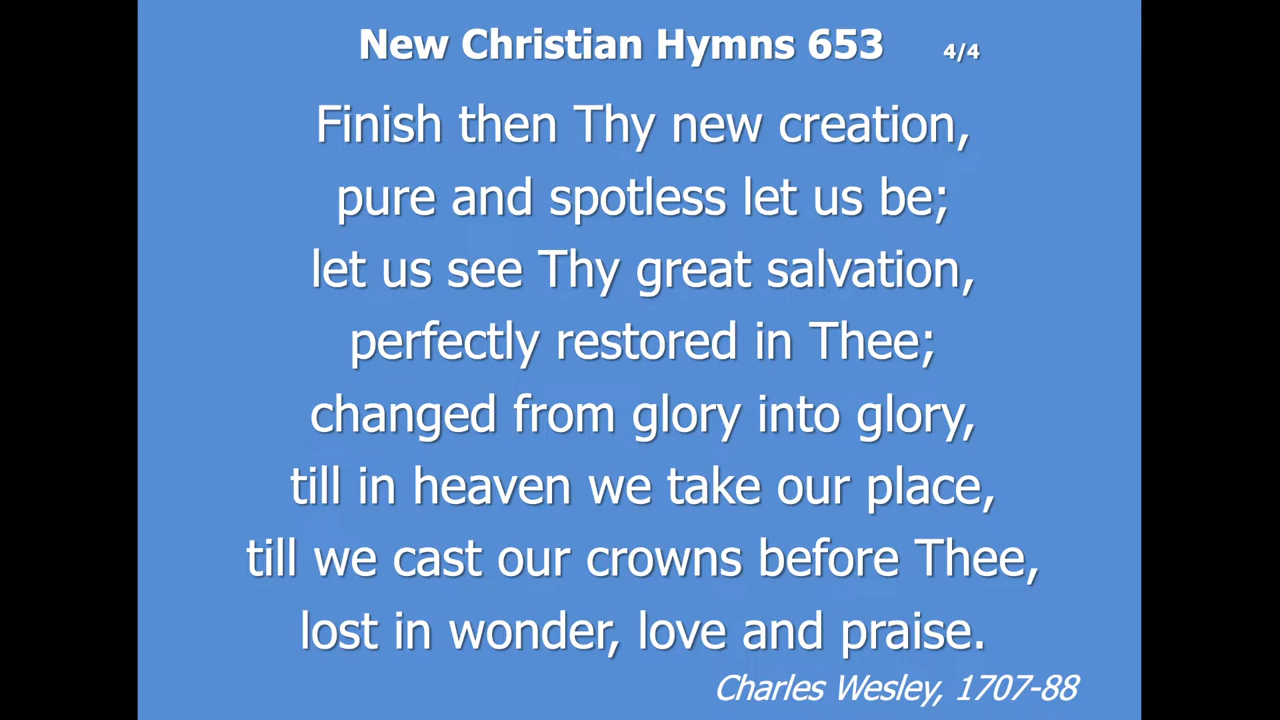 New Christian Hymns 653 4/4
Finish then Thy new creation,
pure and spotless let us be;
let us see Thy great salvation,
perfectly restored in Thee;
changed from glory into glory,
till in heaven we take our place,
till we cast our crowns before Thee,
lost in wonder, love and praise.
Charles Wesley, 1707-88